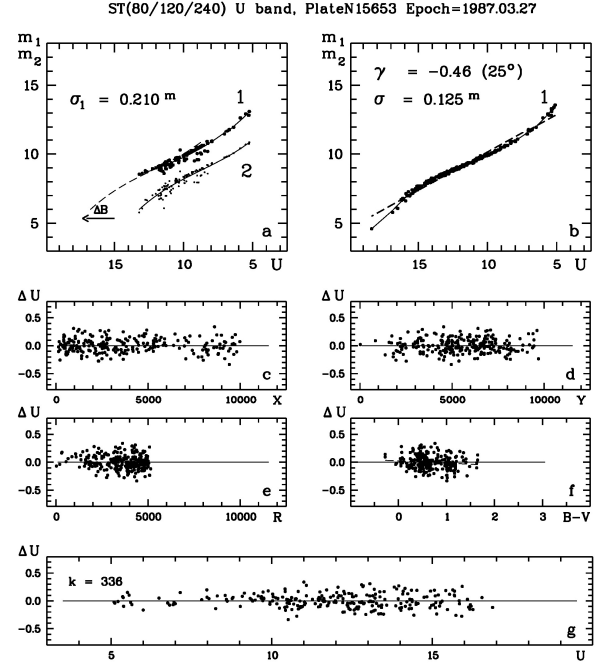 ST(80/120/240) U band, PlateN15653 Epoch=1987.03.27
m1
m2
15
10
5
σ1 = 0.210 m
1
2
ΔB
a
15 10 5 U
m1
m2
15
10
5
γ = −0.46 (25°)
σ = 0.125 m
1
b
15 10 5 U
ΔU
0.5
0.0
−0.5
c
0 5000 10000 X
ΔU
0.5
0.0
−0.5
d
0 5000 10000 Y
ΔU
0.5
0.0
−0.5
e
0 5000 10000 R
ΔU
0.5
0.0
−0.5
f
0 1 2 3 B−V
ΔU
0.5
0.0
−0.5
k = 336
g
5 10 15 U